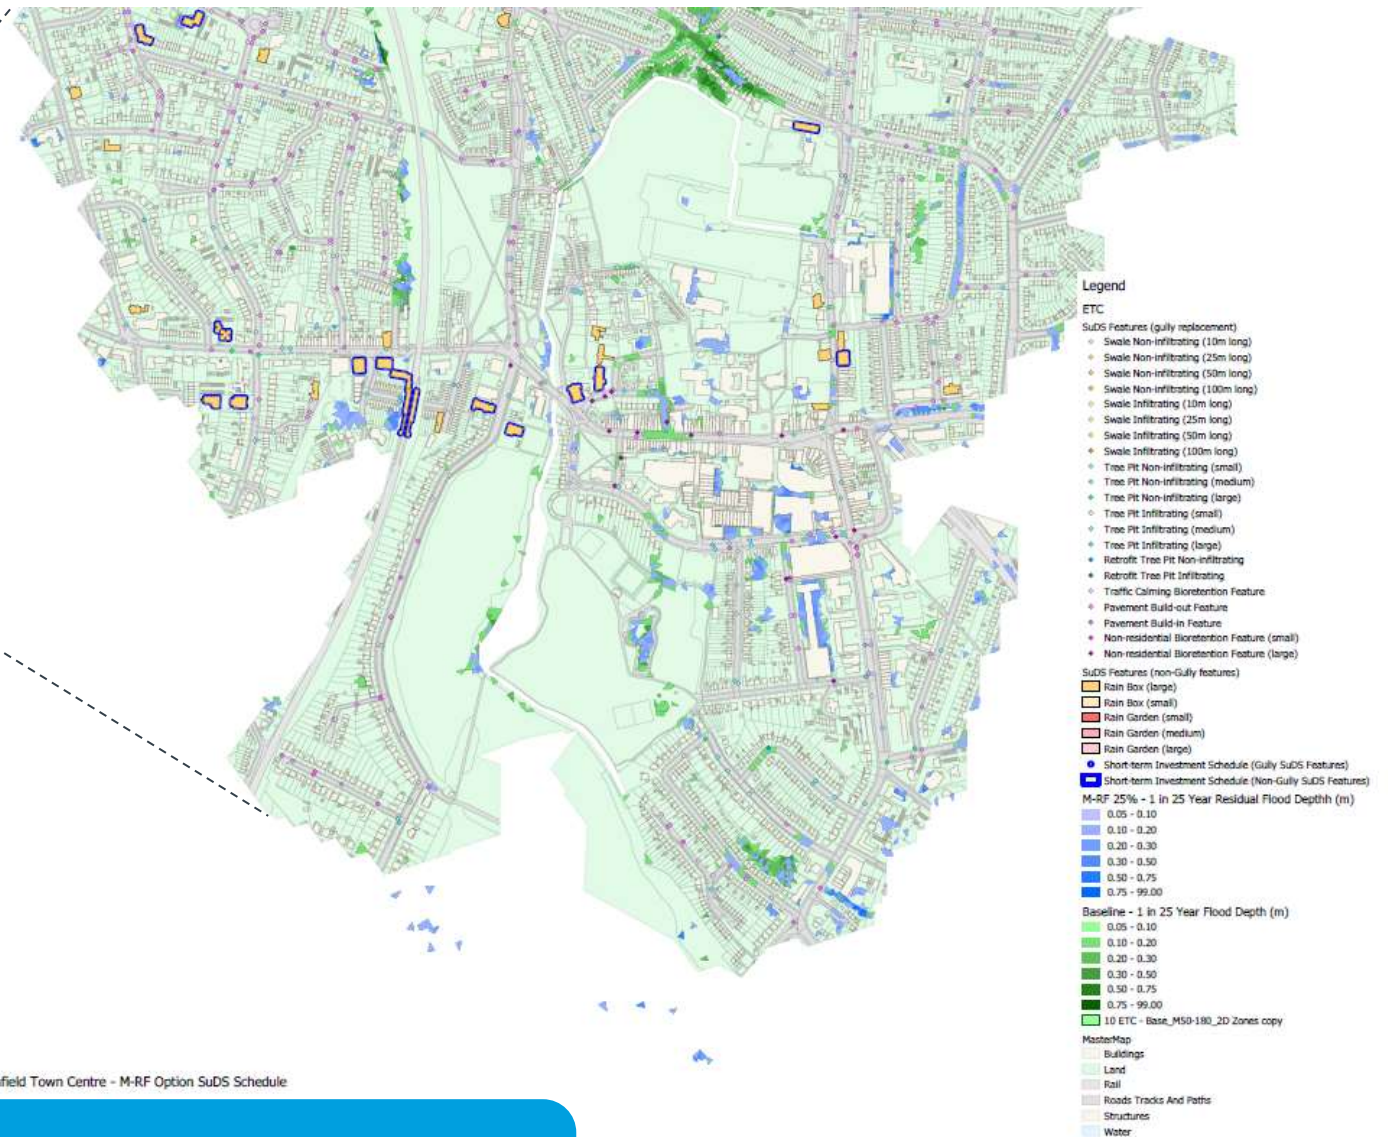 Legend
ETC
SuDS Features (gully replacement)
Swale Non-infiltrating (10m long)
Swale Non-infiltrating (25m long)
Swale Non-infiltrating (50m long)
Swale Non-infiltrating (100m long)
Swale Infiltrating (10m long)
Swale Infiltrating (25m long)
Swale Infiltrating (50m long)
Swale Infiltrating (100m long)
Tree Pit Non-infiltrating (small)
Tree Pit Non-infiltrating (medium)
Tree Pit Non-infiltrating (large)
Tree Pit Infiltrating (small)
Tree Pit Infiltrating (medium)
Tree Pit Infiltrating (large)
Retrofit Tree Pit Non-infiltrating
Retrofit Tree Pit Infiltrating
Traffic Calming Bioretention Feature
Pavement Build-out Feature
Pavement Build-in Feature
Non-residential Bioretention Feature (small)
Non-residential Bioretention Feature (large)
SuDS Features (non-Gully features)
Rain Box (large)
Rain Box (small)
Rain Garden (small)
Rain Garden (medium)
Rain Garden (large)
Short-term Investment Schedule (Gully SuDS Features)
Short-term Investment Schedule (Non-Gully SuDS Features)
M-RF 25% - 1 in 25 Year Residual Flood Depthh (m)
0.05 - 0.10
0.10 - 0.20
0.20 - 0.30
0.30 - 0.50
0.50 - 0.75
0.75 - 99.00
Baseline - 1 in 25 Year Flood Depth (m)
0.05 - 0.10
0.10 - 0.20
0.20 - 0.30
0.30 - 0.50
0.50 - 0.75
0.75 - 99.00
10 ETC - Base_M50-180_2D Zones copy
MasterMap
Buildings
Land
Rail
Roads Tracks And Paths
Structures
Water
field Town Centre - M-RF Option SuDS Schedule